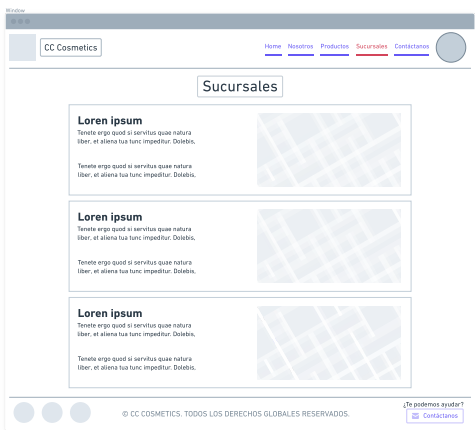 Window
CC Cosmetics
Home Nosotros Productos Sucursales Contáctanos
Sucursales
Loren ipsum
Tenete ergo quod si servitus quae natura
liber, et aliena tua tunc impeditur. Dolebis,
Tenete ergo quod si servitus quae natura
liber, et aliena tua tunc impeditur. Dolebis,
Loren ipsum
Tenete ergo quod si servitus quae natura
liber, et aliena tua tunc impeditur. Dolebis,
Tenete ergo quod si servitus quae natura
liber, et aliena tua tunc impeditur. Dolebis,
Loren ipsum
Tenete ergo quod si servitus quae natura
liber, et aliena tua tunc impeditur. Dolebis,
Tenete ergo quod si servitus quae natura
liber, et aliena tua tunc impeditur. Dolebis,
¿Te podemos ayudar?
© CC COSMETICS. TODOS LOS DERECHOS GLOBALES RESERVADOS.
Contáctanos